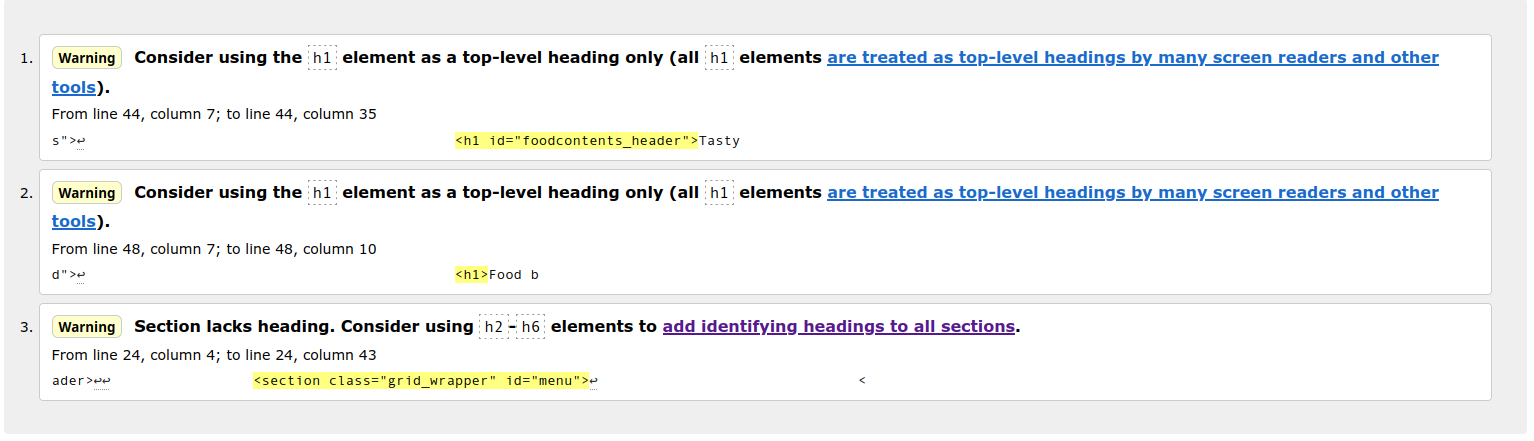 1. Warning Consider using the h1 element as a top-level heading only (all h1 elements are treated as top-level headings by many screen readers and other
tools).
From line 44, column 7; to line 44, column 35
s">↩ <h1 id="foodcontents_header">Tasty
2. Warning Consider using the h1 element as a top-level heading only (all h1 elements are treated as top-level headings by many screen readers and other
tools).
From line 48, column 7; to line 48, column 10
d">↩ <h1>Food b
3. Warning Section lacks heading. Consider using h2-h6 elements to add identifying headings to all sections.
From line 24, column 4; to line 24, column 43
ader>↩↩ <section class="grid_wrapper" id="menu">↩ <